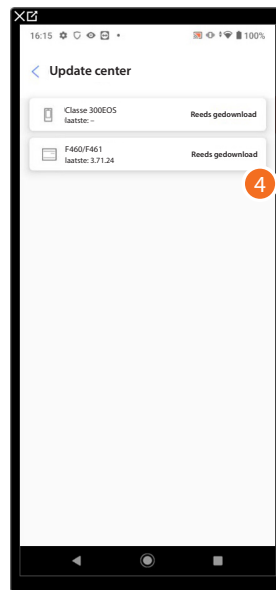 16:15 100%
Update center
Classe 300EOS
laatste: –
Reeds gedownload
F460/F461
laatste: 3.71.24
Reeds gedownload
4